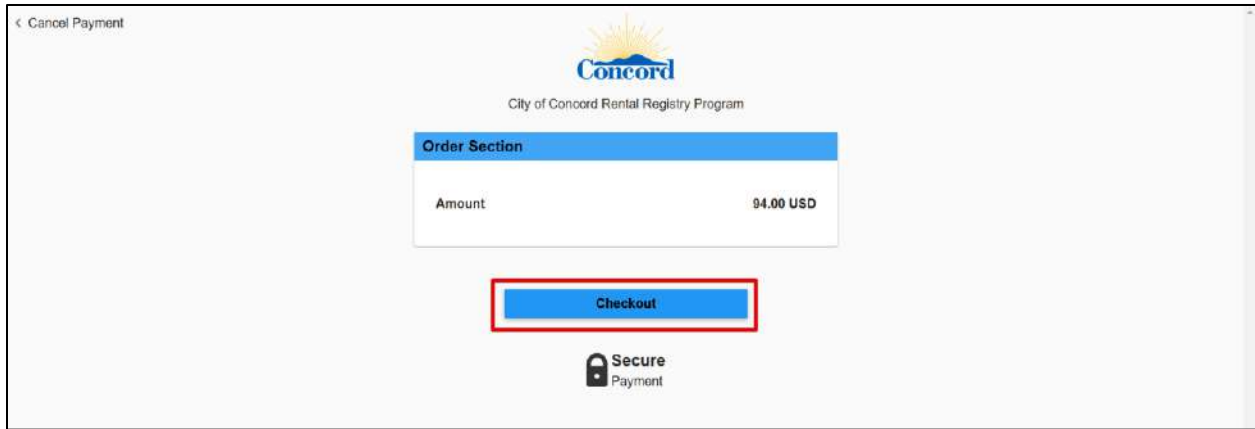 < Cancel Payment
Concord
City of Concord Rental Registry Program
Order Section
Amount 94.00 USD
Checkout
Secure
Payment